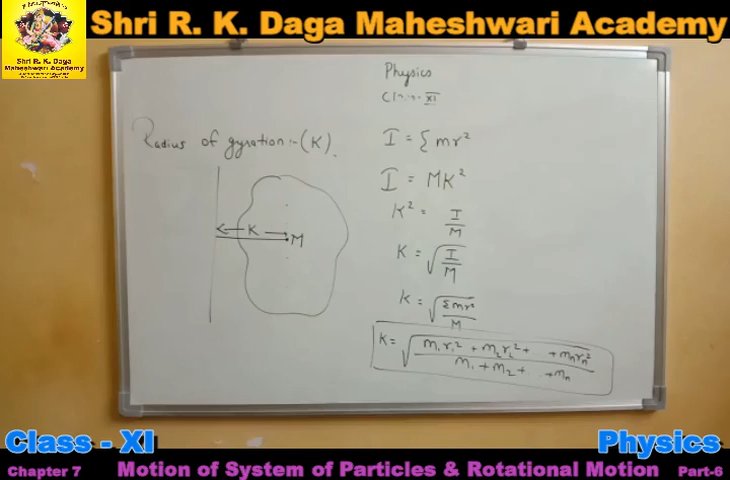 Shri R. K. Daga Maheshwari Academy
Shri R. K. Daga
Maheshwari Academy
Physics
Class XI
Radius of gyration :- (K).
I = Σ mr²
I = MK²
K² = I/M
K = √(I/M)
K = √(Σmr²/M)
K = √((m₁r₁² + m₂r₂² + + mₙrₙ²)/(m₁ + m₂ + + mₙ))
← K → M
Class - XI
Physics
Chapter 7 Motion of System of Particles & Rotational Motion Part-6